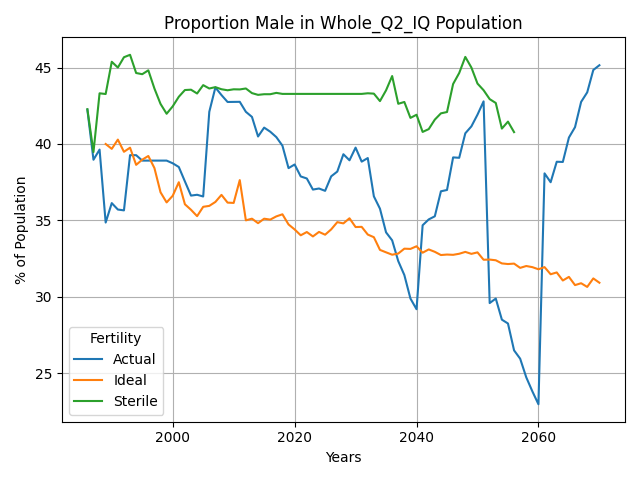 Proportion Male in Whole_Q2_IQ Population
% of Population
45
40
35
30
25
Fertility
Actual
Ideal
Sterile
2000 2020 2040 2060
Years